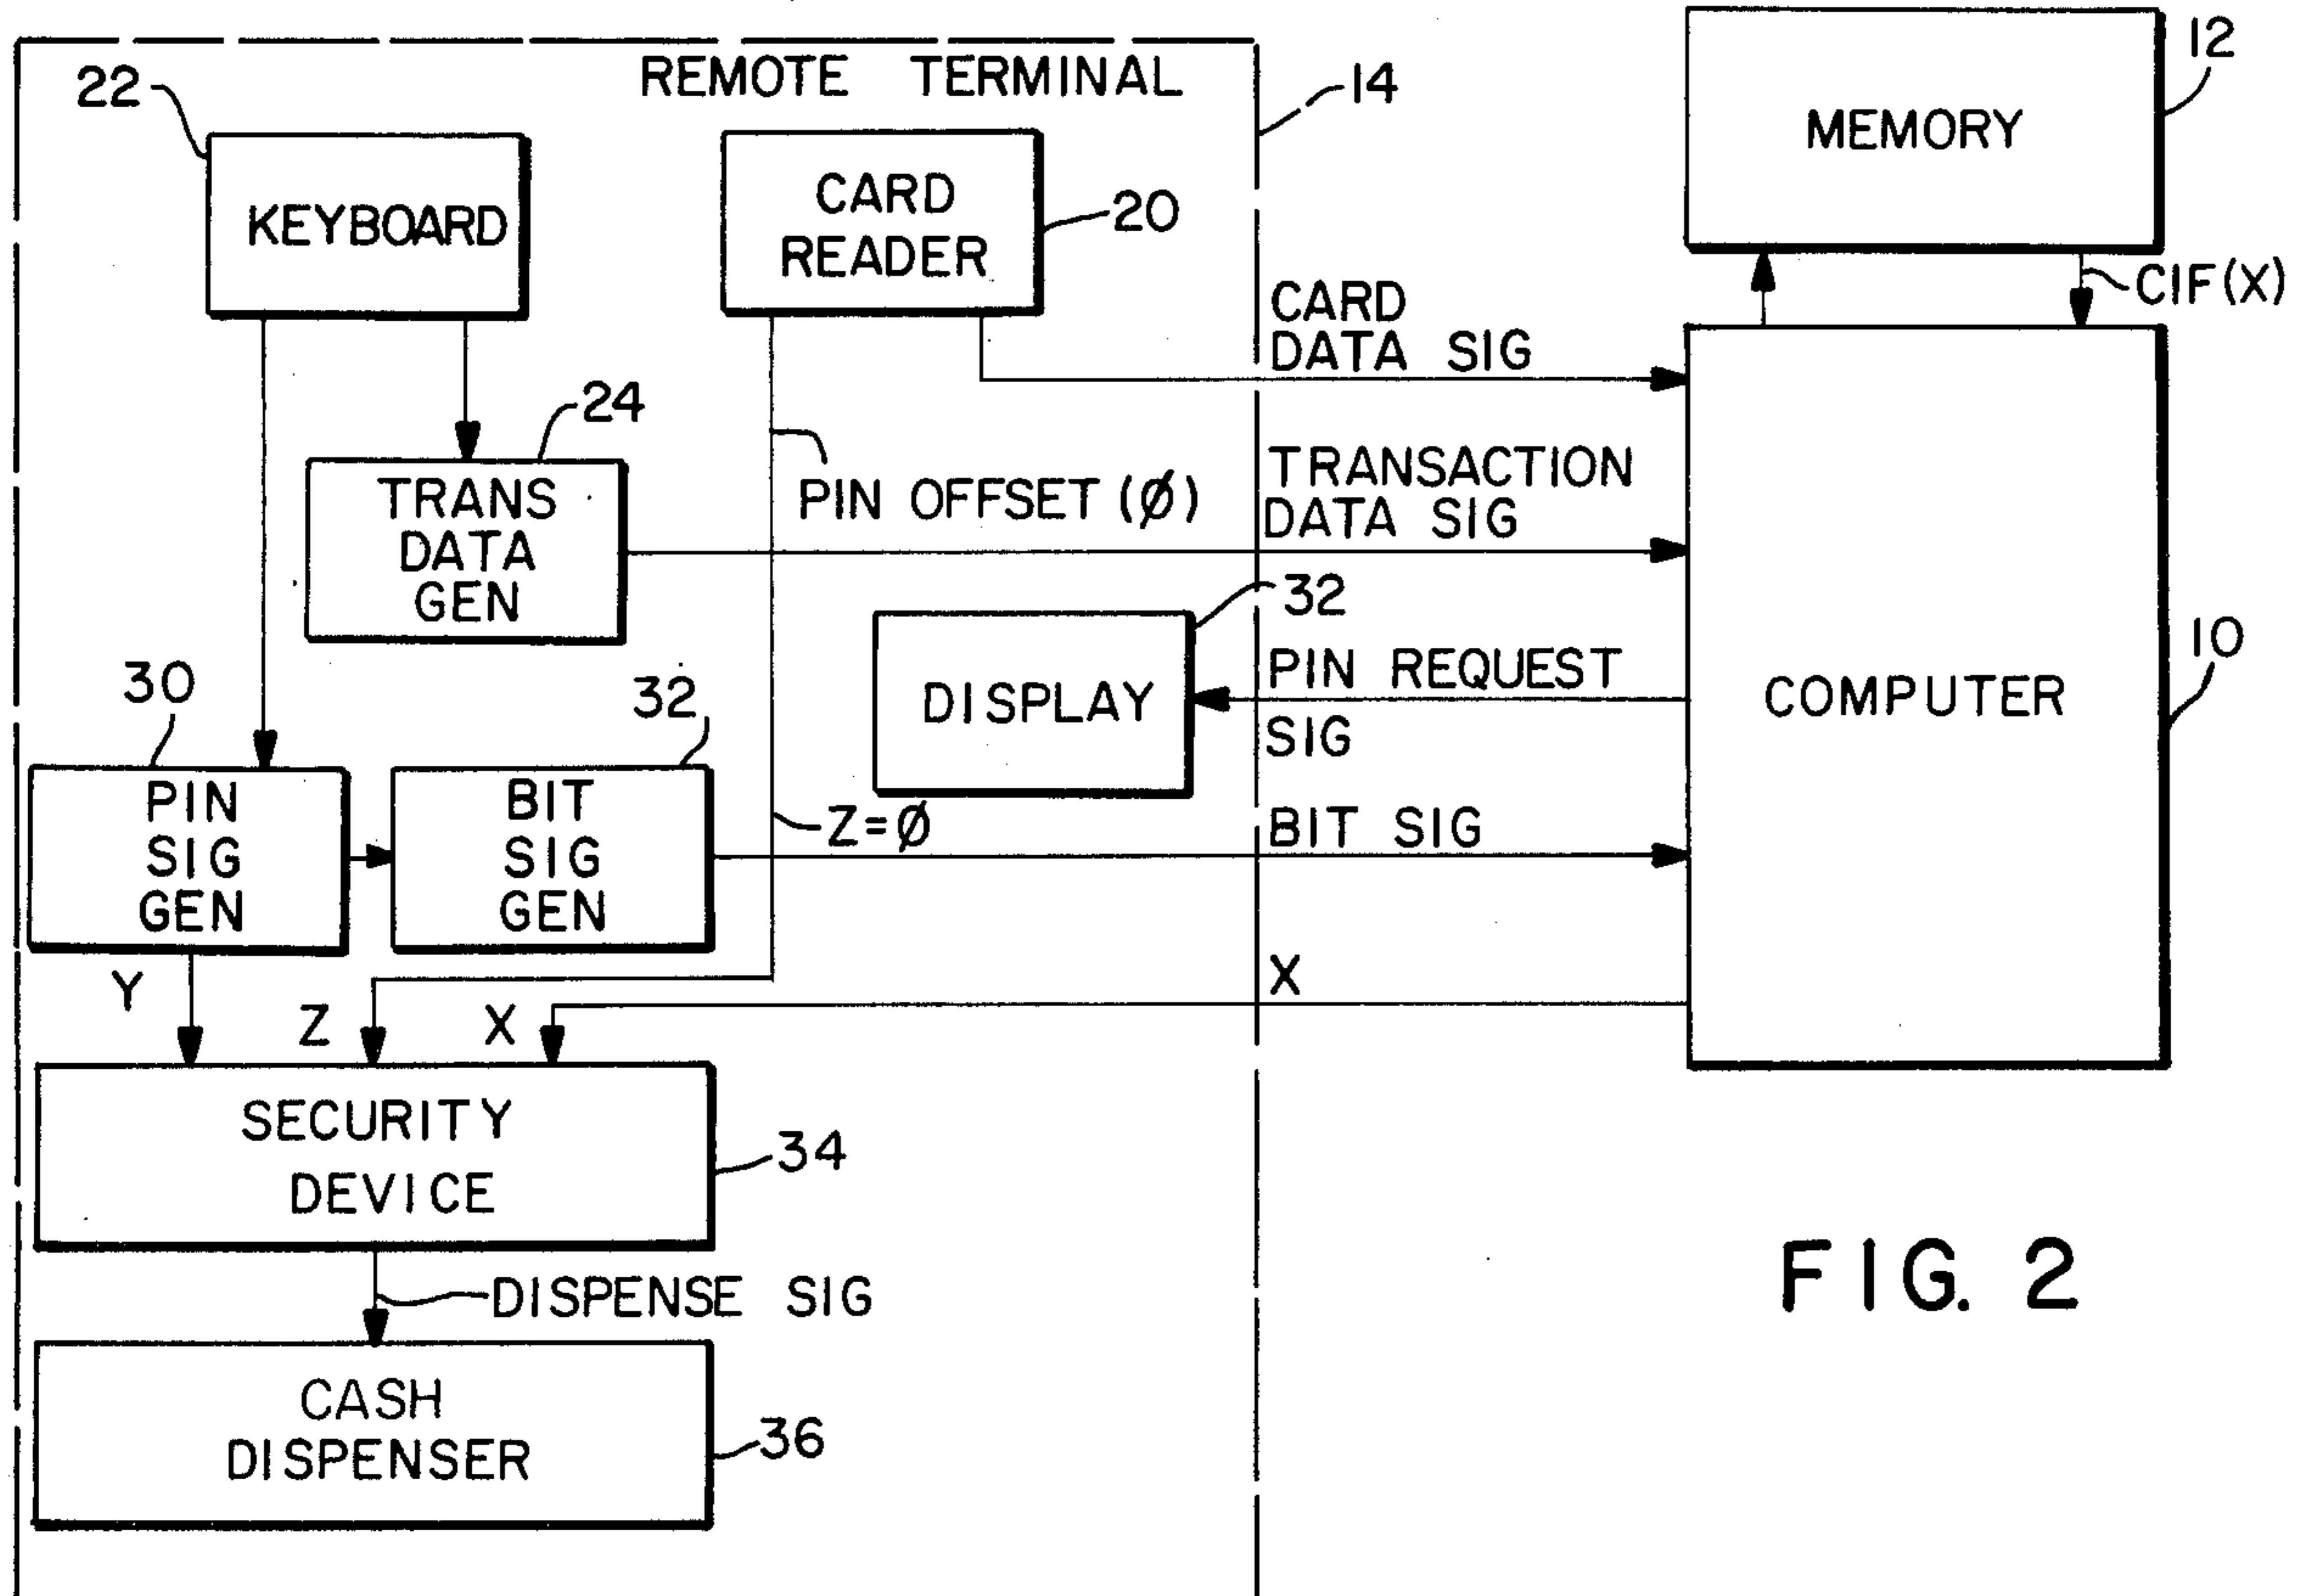 REMOTE TERMINAL
14
22
KEYBOARD
CARD
READER
20
MEMORY
12
CIF(X)
CARD
DATA SIG
24
TRANS
DATA
GEN
PIN OFFSET (Ø)
TRANSACTION
DATA SIG
32
DISPLAY
PIN REQUEST
SIG
COMPUTER
10
30
PIN
SIG
GEN
32
BIT
SIG
GEN
Z=Ø
BIT SIG
Y
Z
X
X
SECURITY
DEVICE
34
DISPENSE SIG
CASH
DISPENSER
36
FIG. 2